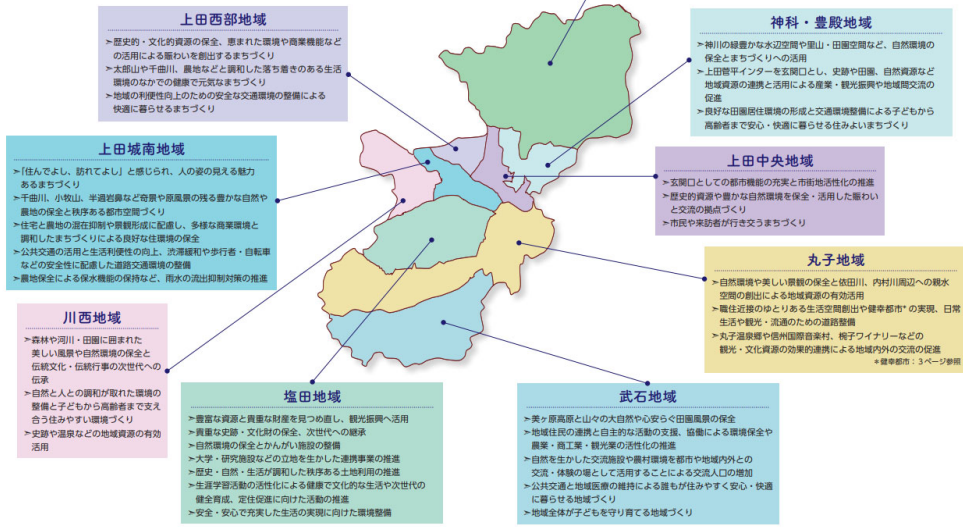 上田西部地域
➣歴史的・文化的資源の保全、恵まれた環境や商業機能など
の活用による賑わいを創出するまちづくり
➣太郎山や千曲川、農地などと調和した落ち着きのある生活
環境のなかでの健康で元気なまちづくり
➣地域の利便性向上のための安全な交通環境の整備による
快適に暮らせるまちづくり
神科・豊殿地域
➣神川の緑豊かな水辺空間や里山・田園空間など、自然環境の
保全とまちづくりへの活用
➣上田菅平インターを玄関口とし、史跡や田園、自然資源など
地域資源の連携と活用による産業・観光振興や地域間交流の
促進
➣良好な田園居住環境の形成と交通環境整備による子どもから
高齢者まで安心・快適に暮らせる住みよいまちづくり
上田城南地域
➣「住んでよし、訪れてよし」と感じられ、人の姿の見える魅力
あるまちづくり
➣千曲川、小牧山、半過岩鼻など奇景や原風景の残る豊かな自然や
農地の保全と秩序ある都市空間づくり
➣住宅と農地の混在抑制や景観形成に配慮し、多様な商業環境と
調和したまちづくりによる良好な住環境の保全
➣公共交通の活用と生活利便性の向上、渋滞緩和や歩行者・自転車
などの安全性に配慮した道路交通環境の整備
➣農地保全による保水機能の保持など、雨水の流出抑制対策の推進
上田中央地域
➣玄関口としての都市機能の充実と市街地活性化の推進
➣歴史的資源や豊かな自然環境を保全・活用した賑わい
と交流の拠点づくり
➣市民や来訪者が行き交うまちづくり
丸子地域
➣自然環境や美しい景観の保全と依田川、内村川周辺への親水
空間の創出による地域資源の有効活用
➣職住近接のゆとりある生活空間創出や健幸都市*の実現、日常
生活や観光・流通のための道路整備
➣丸子温泉郷や信州国際音楽村、椀子ワイナリーなどの
観光・文化資源の効果的連携による地域内外の交流の促進
*健幸都市：3ページ参照
川西地域
➣森林や河川・田園に囲まれた
美しい風景や自然環境の保全と
伝統文化・伝統行事の次世代への
伝承
➣自然と人との調和が取れた環境の
整備と子どもから高齢者まで支え
合う住みやすい環境づくり
➣史跡や温泉などの地域資源の有効
活用
塩田地域
➣豊富な資源と貴重な財産を見つめ直し、観光振興へ活用
➣貴重な史跡・文化財の保全、次世代への継承
➣自然環境の保全とかんがい施設の整備
➣大学・研究施設などの立地を生かした連携事業の推進
➣歴史・自然・生活が調和した秩序ある土地利用の推進
➣生涯学習活動の活性化による健康で文化的な生活や次世代の
健全育成、定住促進に向けた活動の推進
➣安全・安心で充実した生活の実現に向けた環境整備
武石地域
➣美ヶ原高原と山々の大自然や心安らぐ田園風景の保全
➣地域住民の連携と自主的な活動の支援、協働による環境保全や
農業・商工業・観光業の活性化の推進
➣自然を生かした交流施設や農村環境を都市や地域内外との
交流・体験の場として活用することによる交流人口の増加
➣公共交通と地域医療の維持による誰もが住みやすく安心・快適
に暮らせる地域づくり
➣地域全体が子どもを守り育てる地域づくり